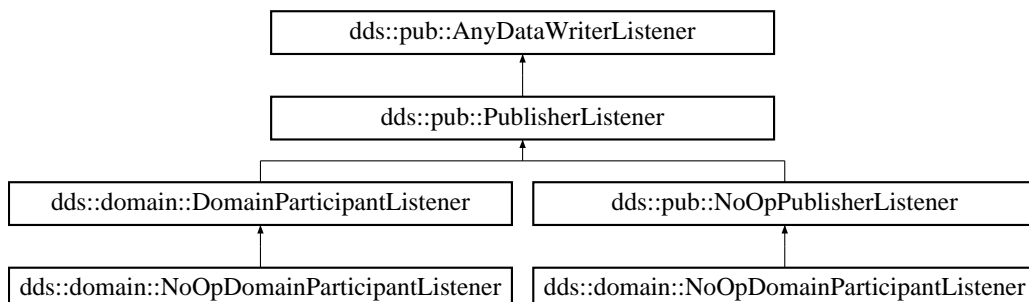 dds::pub::AnyDataWriterListener
dds::pub::PublisherListener
dds::domain::DomainParticipantListener
dds::pub::NoOpPublisherListener
dds::domain::NoOpDomainParticipantListener
dds::domain::NoOpDomainParticipantListener